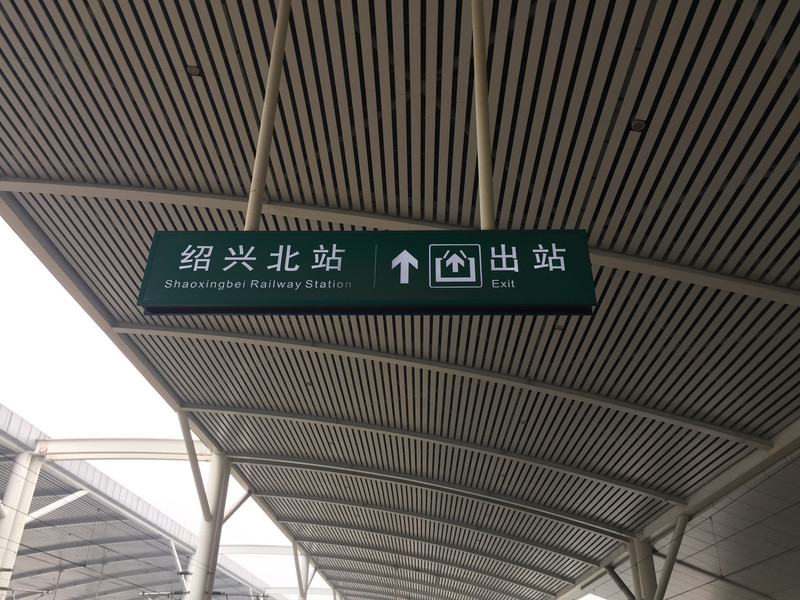 绍兴北站
Shaoxingbei Railway Station
出站
Exit